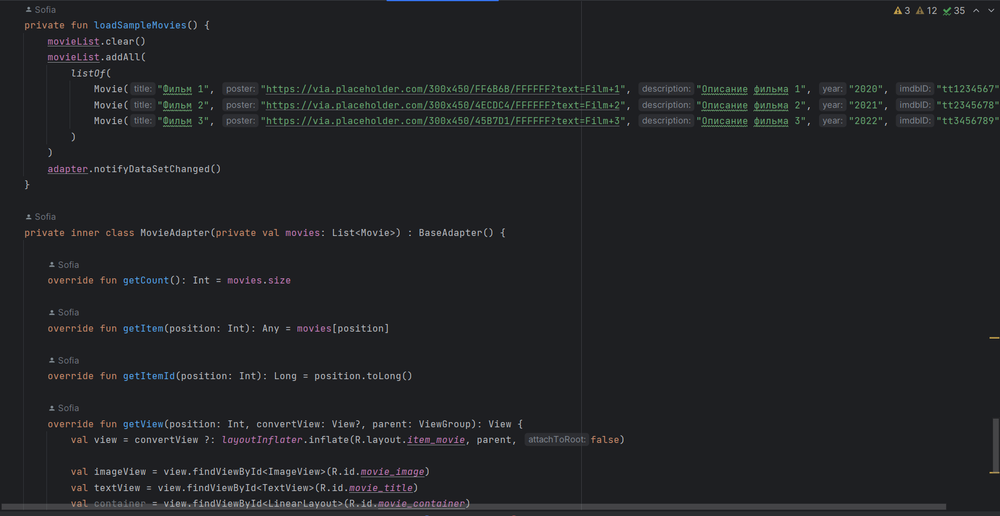 Sofia
3 12 35
private fun loadSampleMovies() {
movieList.clear()
movieList.addAll(
listOf(
Movie( title: "Фильм 1", poster: "https://via.placeholder.com/300x450/FF6B6B/FFFFFF?text=Film+1", description: "Описание фильма 1", year: "2020", imdbID: "tt1234567"
Movie( title: "Фильм 2", poster: "https://via.placeholder.com/300x450/4ECDC4/FFFFFF?text=Film+2", description: "Описание фильма 2", year: "2021", imdbID: "tt2345678"
Movie( title: "Фильм 3", poster: "https://via.placeholder.com/300x450/45B7D1/FFFFFF?text=Film+3", description: "Описание фильма 3", year: "2022", imdbID: "tt3456789"
)
)
adapter.notifyDataSetChanged()
}
Sofia
private inner class MovieAdapter(private val movies: List<Movie>) : BaseAdapter() {
Sofia
override fun getCount(): Int = movies.size
Sofia
override fun getItem(position: Int): Any = movies[position]
Sofia
override fun getItemId(position: Int): Long = position.toLong()
Sofia
override fun getView(position: Int, convertView: View?, parent: ViewGroup): View {
val view = convertView ?: layoutInflater.inflate(R.layout.item_movie, parent, attachToRoot: false)
val imageView = view.findViewById<ImageView>(R.id.movie_image)
val textView = view.findViewById<TextView>(R.id.movie_title)
val container = view.findViewById<LinearLayout>(R.id.movie_container)